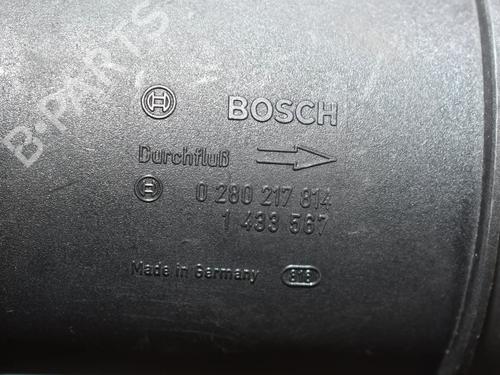 B-PARTS
BOSCH
Durchfluß
0 280 217 814
1 433 567
Made in Germany